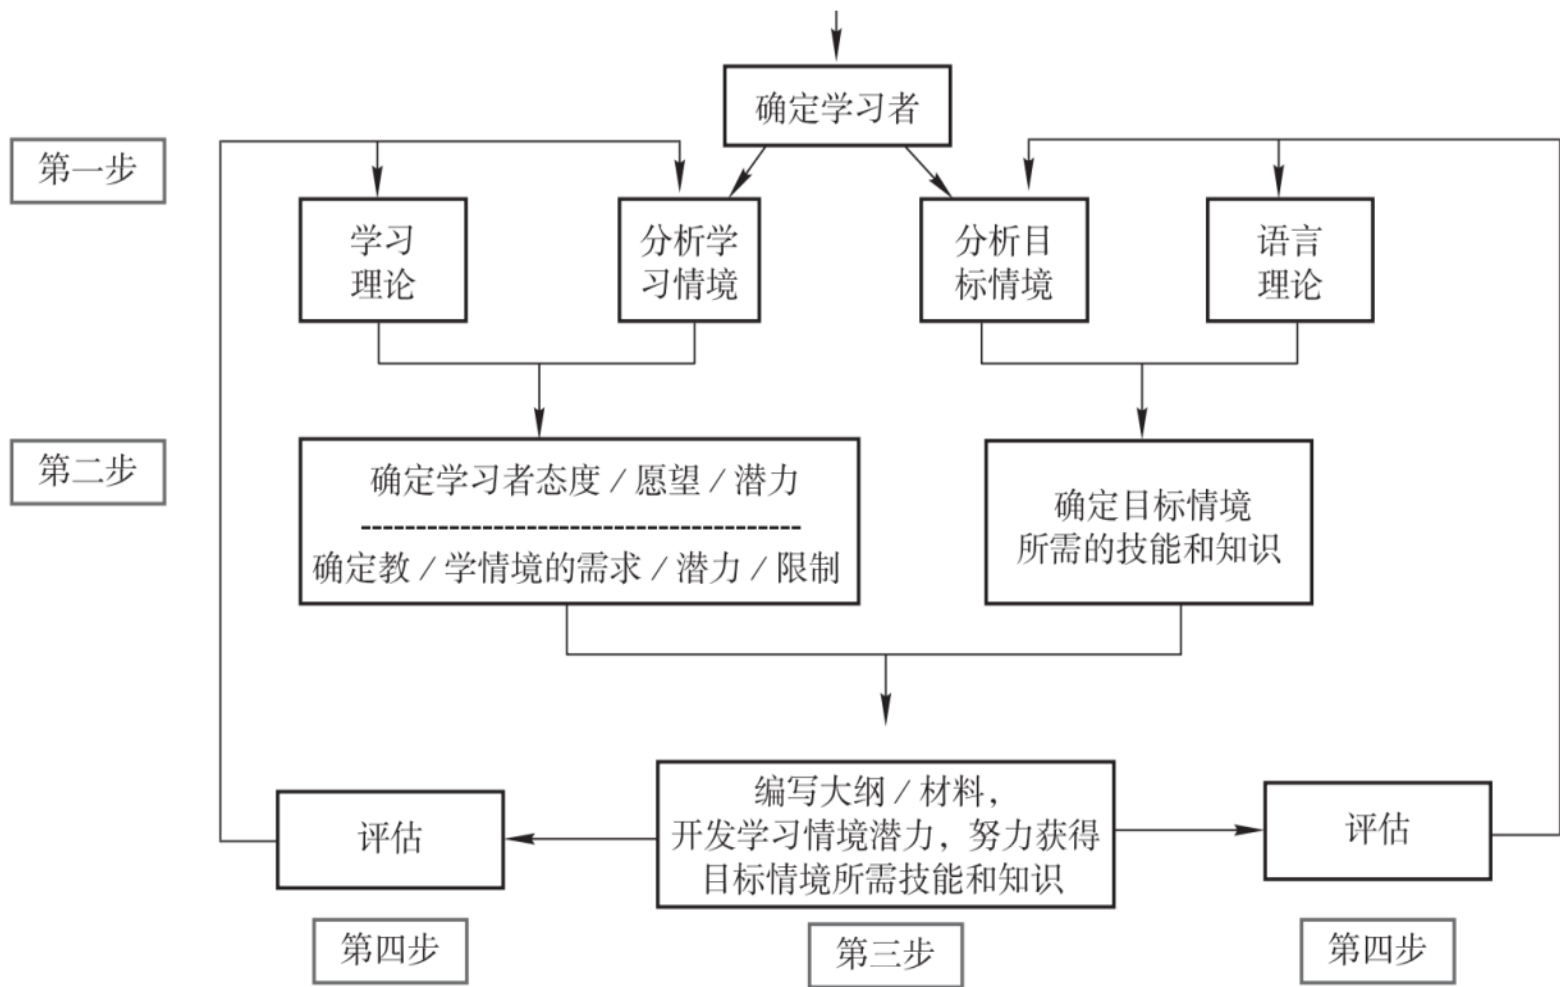 确定学习者
第一步
学习
理论
分析学
习情境
分析目
标情境
语言
理论
第二步
确定学习者态度 / 愿望 / 潜力
确定教 / 学情境的需求 / 潜力 / 限制
确定目标情境
所需的技能和知识
评估
编写大纲 / 材料，
开发学习情境潜力，努力获得
目标情境所需技能和知识
评估
第四步
第三步
第四步